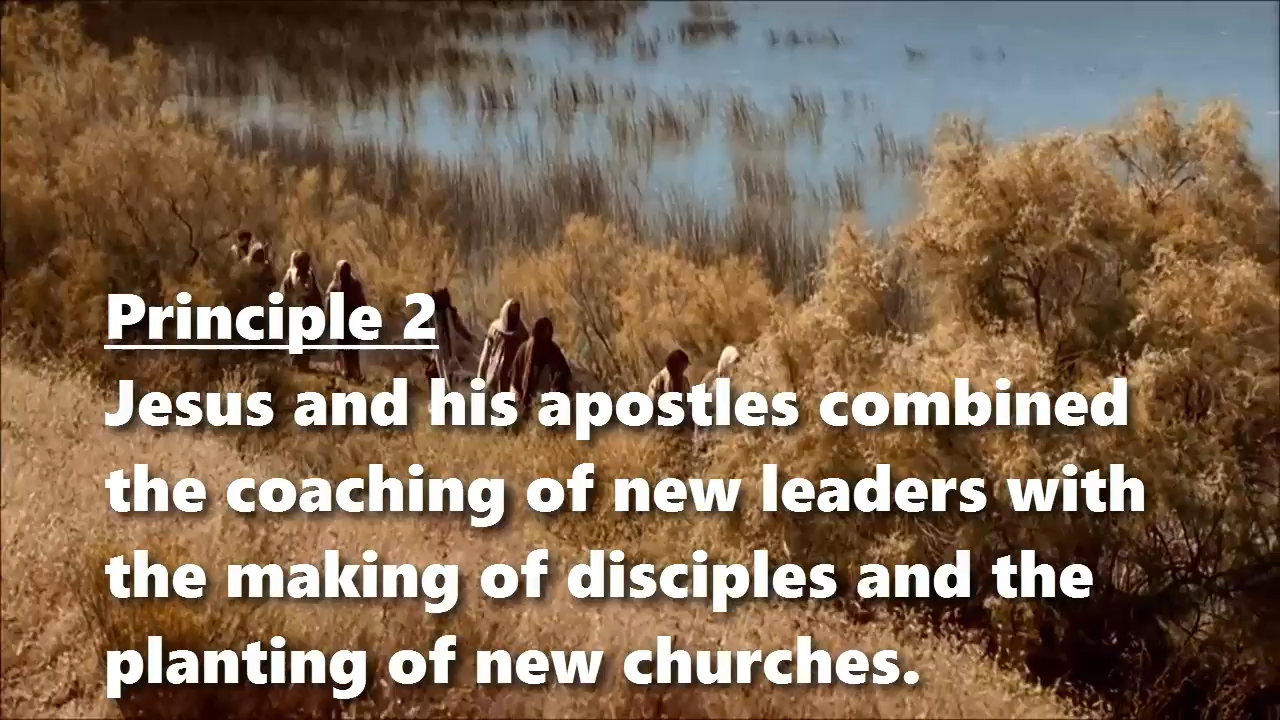 Principle 2
Jesus and his apostles combined
the coaching of new leaders with
the making of disciples and the
planting of new churches.